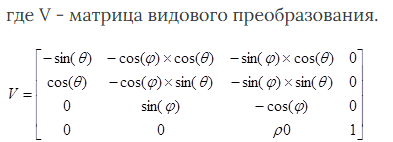 где V - матрица видового преобразования.
V =
-sin(θ) -cos(φ)×cos(θ) -sin(φ)×cos(θ) 0
cos(θ) -cos(φ)×sin(θ) -sin(φ)×sin(θ) 0
0 sin(φ) -cos(φ) 0
0 0 ρ0 1